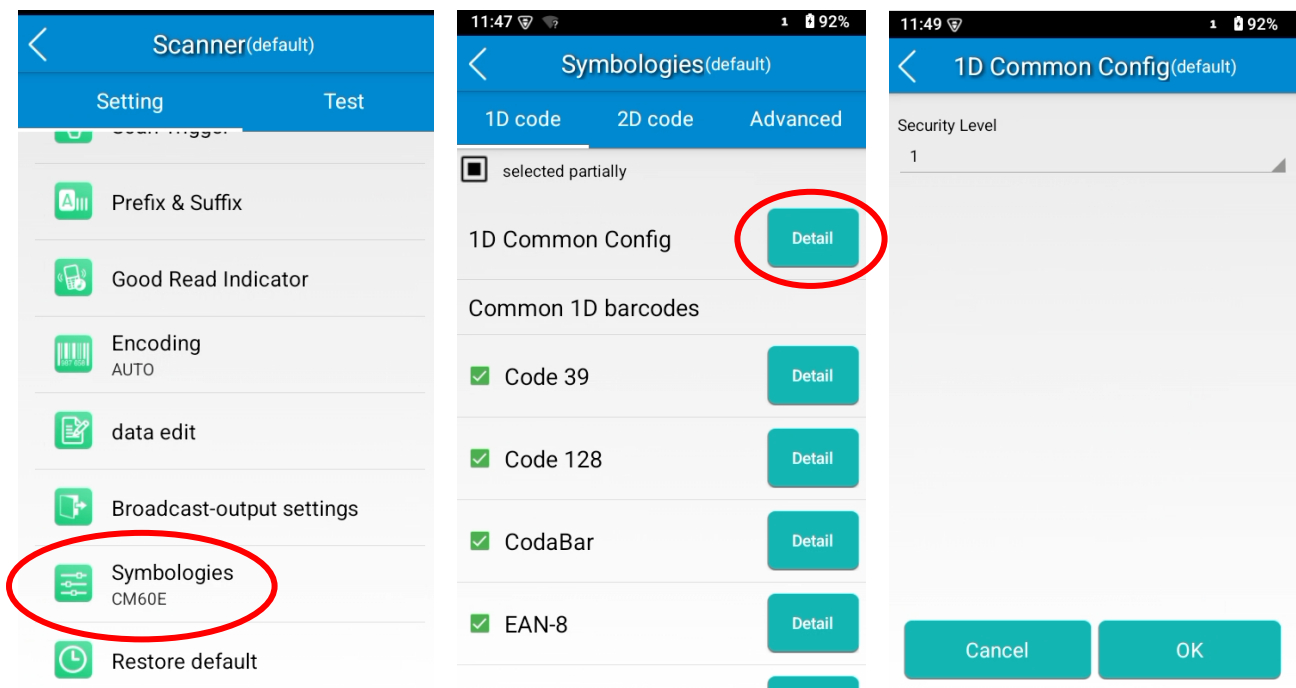 Scanner(default)
Setting Test
Scan Trigger
Prefix & Suffix
Good Read Indicator
Encoding
AUTO
data edit
Broadcast-output settings
Symbologies
CM60E
Restore default
11:47 1 92%
Symbologies(default)
1D code 2D code Advanced
selected partially
1D Common Config Detail
Common 1D barcodes
Code 39 Detail
Code 128 Detail
CodaBar Detail
EAN-8 Detail
11:49 1 92%
1D Common Config(default)
Security Level
1
Cancel OK